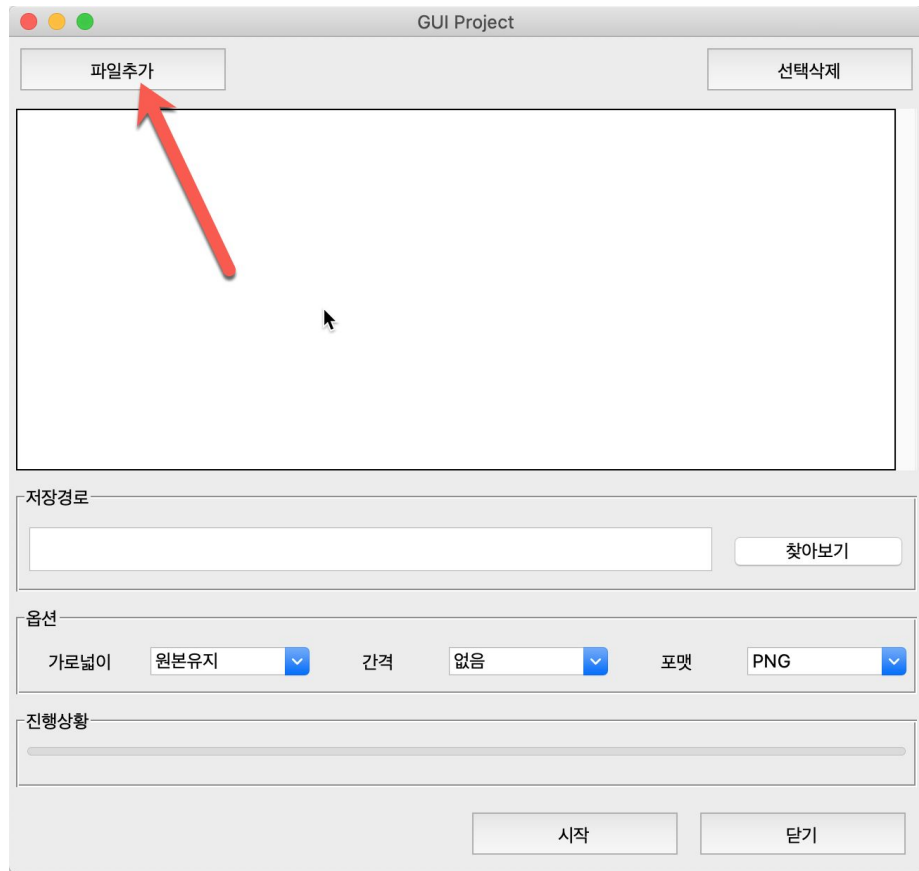 GUI Project
파일추가 선택삭제
저장경로
찾아보기
옵션
가로넓이 원본유지 간격 없음 포맷 PNG
진행상황
시작 닫기